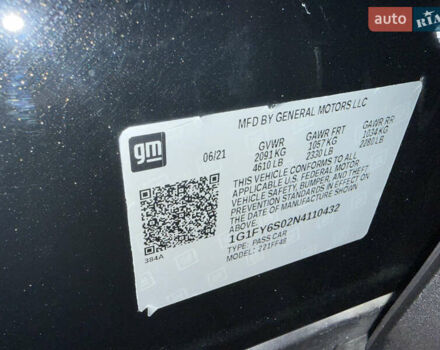 auto RIA
MFD BY GENERAL MOTORS LLC
gm
06/21
GVWR GAWR FRT GAWR RR
2091 KG 1057 KG 1034 KG
4610 LB 2330 LB 2280 LB
THIS VEHICLE CONFORMS TO ALL
APPLICABLE U.S. FEDERAL MOTOR
VEHICLE SAFETY, BUMPER, AND THEFT
PREVENTION STANDARDS IN EFFECT ON
THE DATE OF MANUFACTURE SHOWN ABOVE.
1G1FY6S02N4110432
TYPE: PASS CAR
MODEL: 221FF48
384A